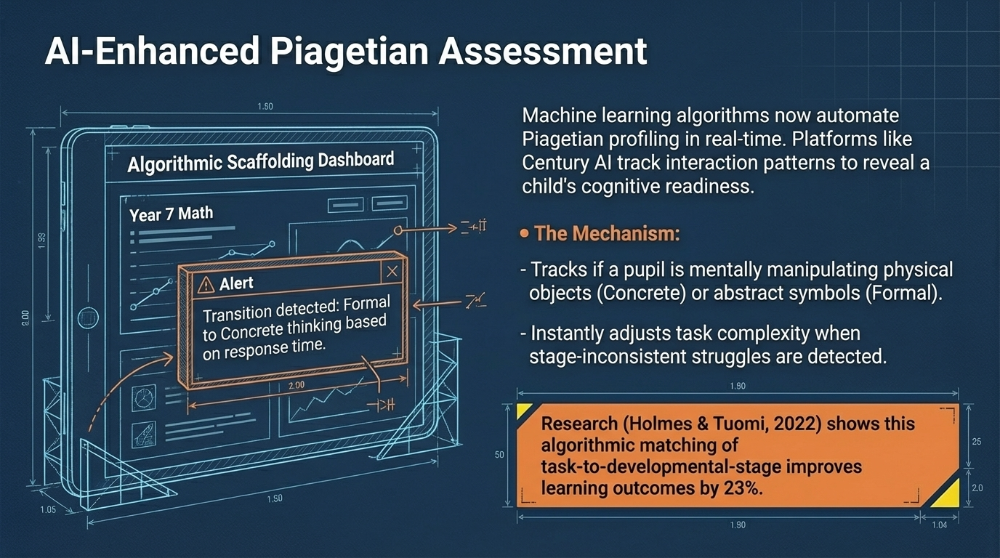 AI-Enhanced Piagetian Assessment
1.80
1.99
8.00
Algorithmic Scaffolding Dashboard
Year 7 Math
Alert
Transition detected: Formal
to Concrete thinking based
on response time.
2.00
1.05
1.80
Machine learning algorithms now automate
Piagetian profiling in real-time. Platforms like
Century AI track interaction patterns to reveal a
child's cognitive readiness.
• The Mechanism:
- Tracks if a pupil is mentally manipulating physical
objects (Concrete) or abstract symbols (Formal).
- Instantly adjusts task complexity when
stage-inconsistent struggles are detected.
1.90
50
Research (Holmes & Tuomi, 2022) shows this
algorithmic matching of
task-to-developmental-stage improves
learning outcomes by 23%.
25
2.0
1.90
1.04